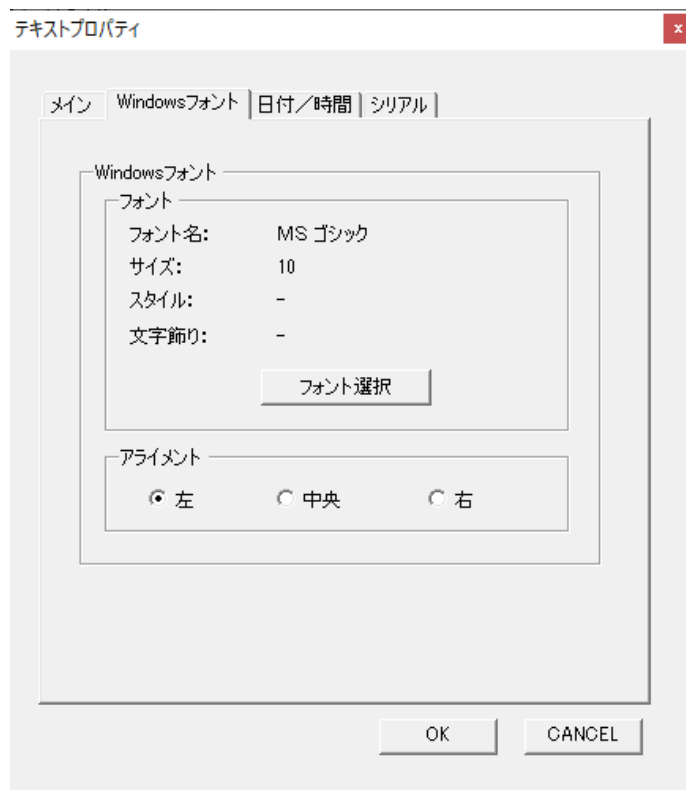 テキストプロパティ
x
メイン Windowsフォント 日付／時間 シリアル
Windowsフォント
フォント
フォント名: MS ゴシック
サイズ: 10
スタイル: -
文字飾り: -
フォント選択
アライメント
左 中央 右
OK CANCEL